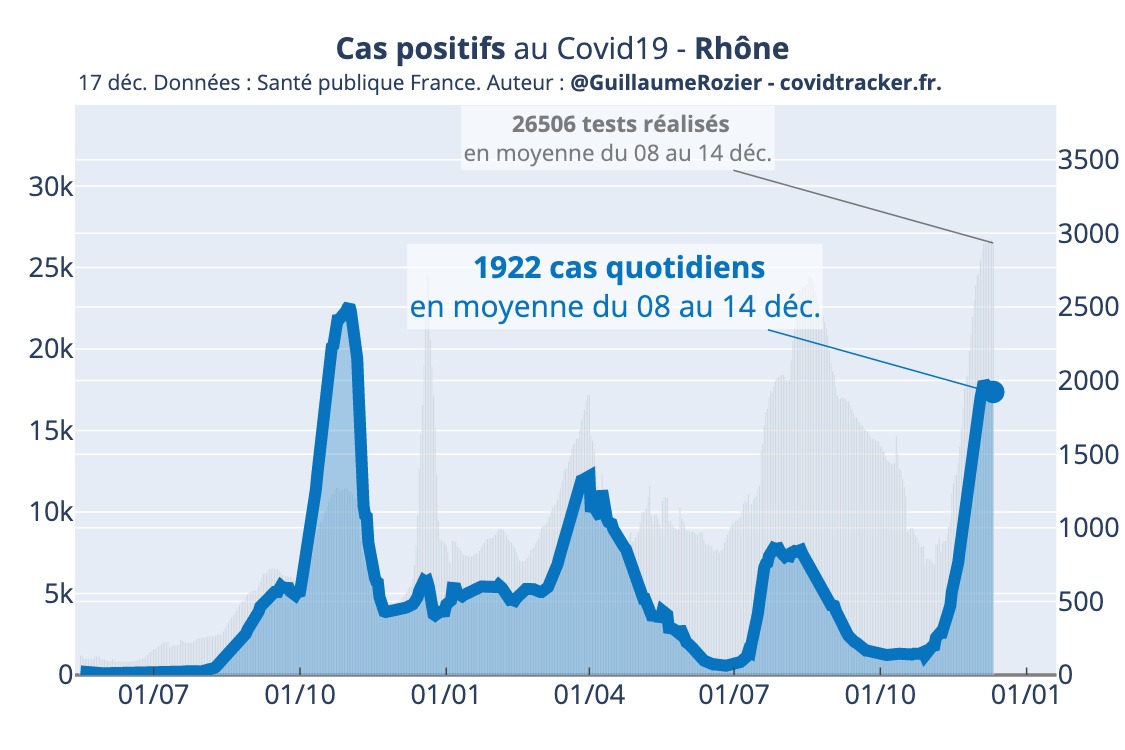 Cas positifs au Covid19 - Rhône
17 déc. Données : Santé publique France. Auteur : @GuillaumeRozier - covidtracker.fr.
26506 tests réalisés
en moyenne du 08 au 14 déc.
1922 cas quotidiens
en moyenne du 08 au 14 déc.
30k
25k
20k
15k
10k
5k
0
3500
3000
2500
2000
1500
1000
500
0
01/07
01/10
01/01
01/04
01/07
01/10
01/01